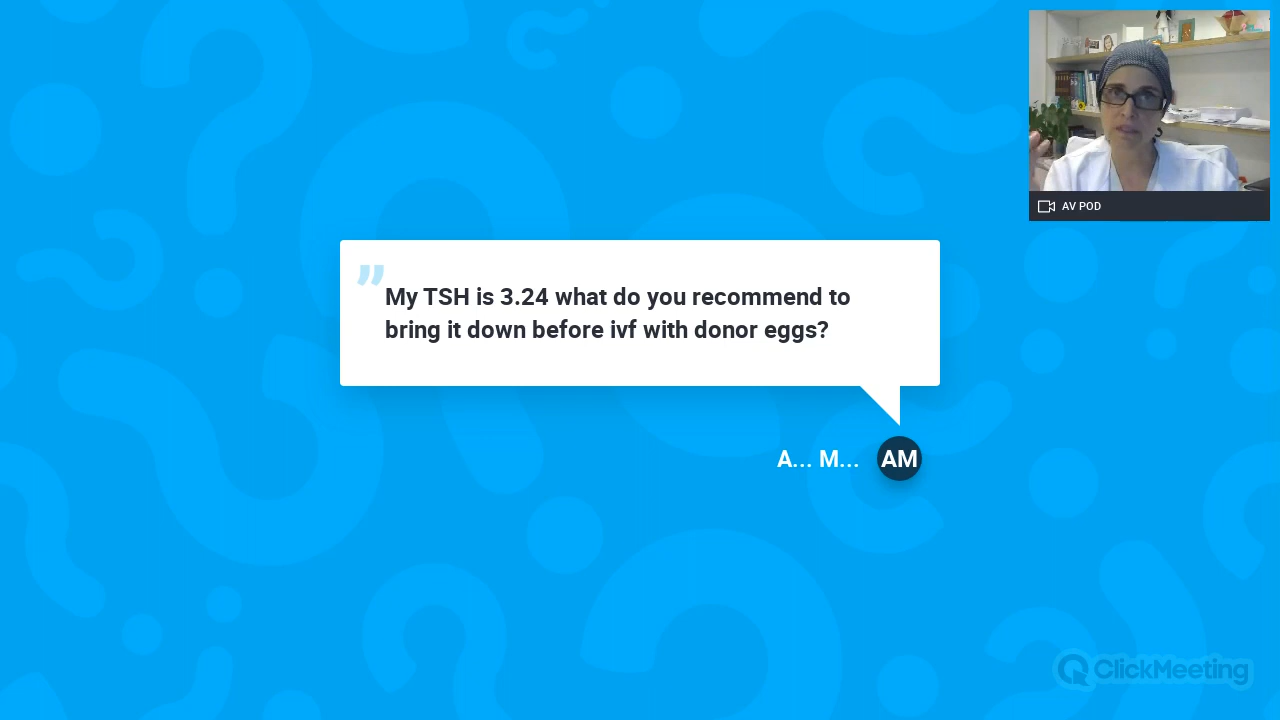 AV POD
”
My TSH is 3.24 what do you recommend to
bring it down before ivf with donor eggs?
A... M... AM
ClickMeeting